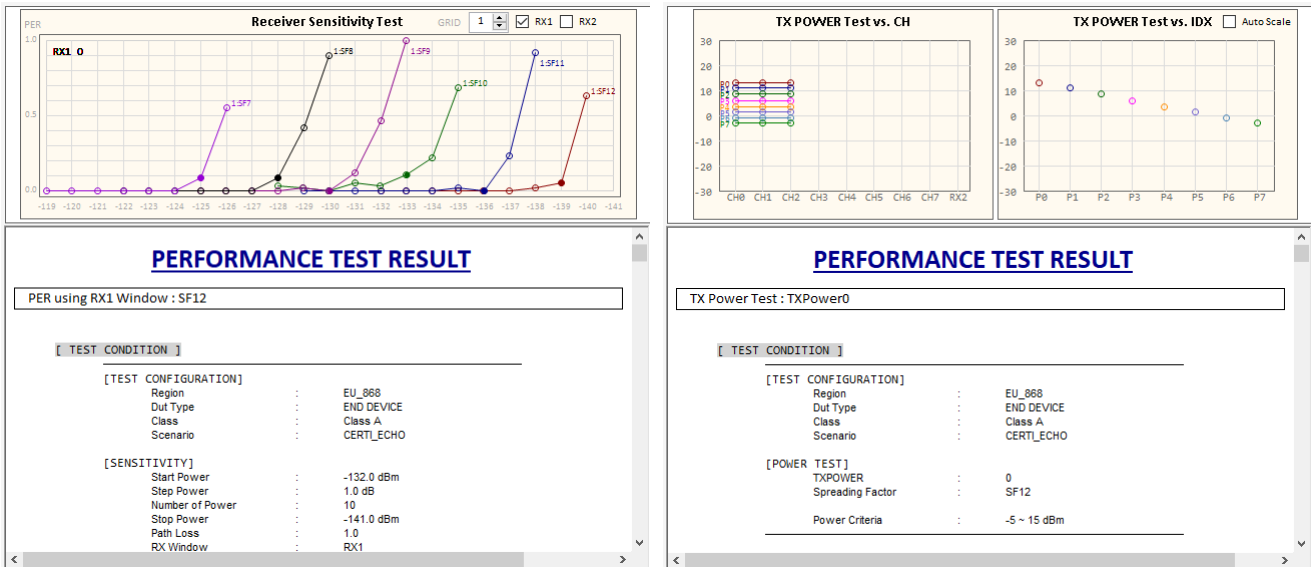 PER
Receiver Sensitivity Test
GRID 1 RX1 RX2
1.0
RX1 0
1:SF8
1:SF9
1:SF11
1:SF10
1:SF12
1:SF7
0.5
0.0
-119 -120 -121 -122 -123 -124 -125 -126 -127 -128 -129 -130 -131 -132 -133 -134 -135 -136 -137 -138 -139 -140 -141
PERFORMANCE TEST RESULT
PER using RX1 Window : SF12
[ TEST CONDITION ]
[TEST CONFIGURATION]
Region : EU_868
Dut Type : END DEVICE
Class : Class A
Scenario : CERTI_ECHO
[SENSITIVITY]
Start Power : -132.0 dBm
Step Power : 1.0 dB
Number of Power : 10
Stop Power : -141.0 dBm
Path Loss : 1.0
RX Window : RX1
TX POWER Test vs. CH
30
20
10
0
-10
-20
-30
P0
P7
CH0 CH1 CH2 CH3 CH4 CH5 CH6 CH7 RX2
TX POWER Test vs. IDX Auto Scale
30
20
10
0
-10
-20
-30
P0 P1 P2 P3 P4 P5 P6 P7
PERFORMANCE TEST RESULT
TX Power Test : TXPower0
[ TEST CONDITION ]
[TEST CONFIGURATION]
Region : EU_868
Dut Type : END DEVICE
Class : Class A
Scenario : CERTI_ECHO
[POWER TEST]
TXPOWER : 0
Spreading Factor : SF12
Power Criteria : -5 ~ 15 dBm